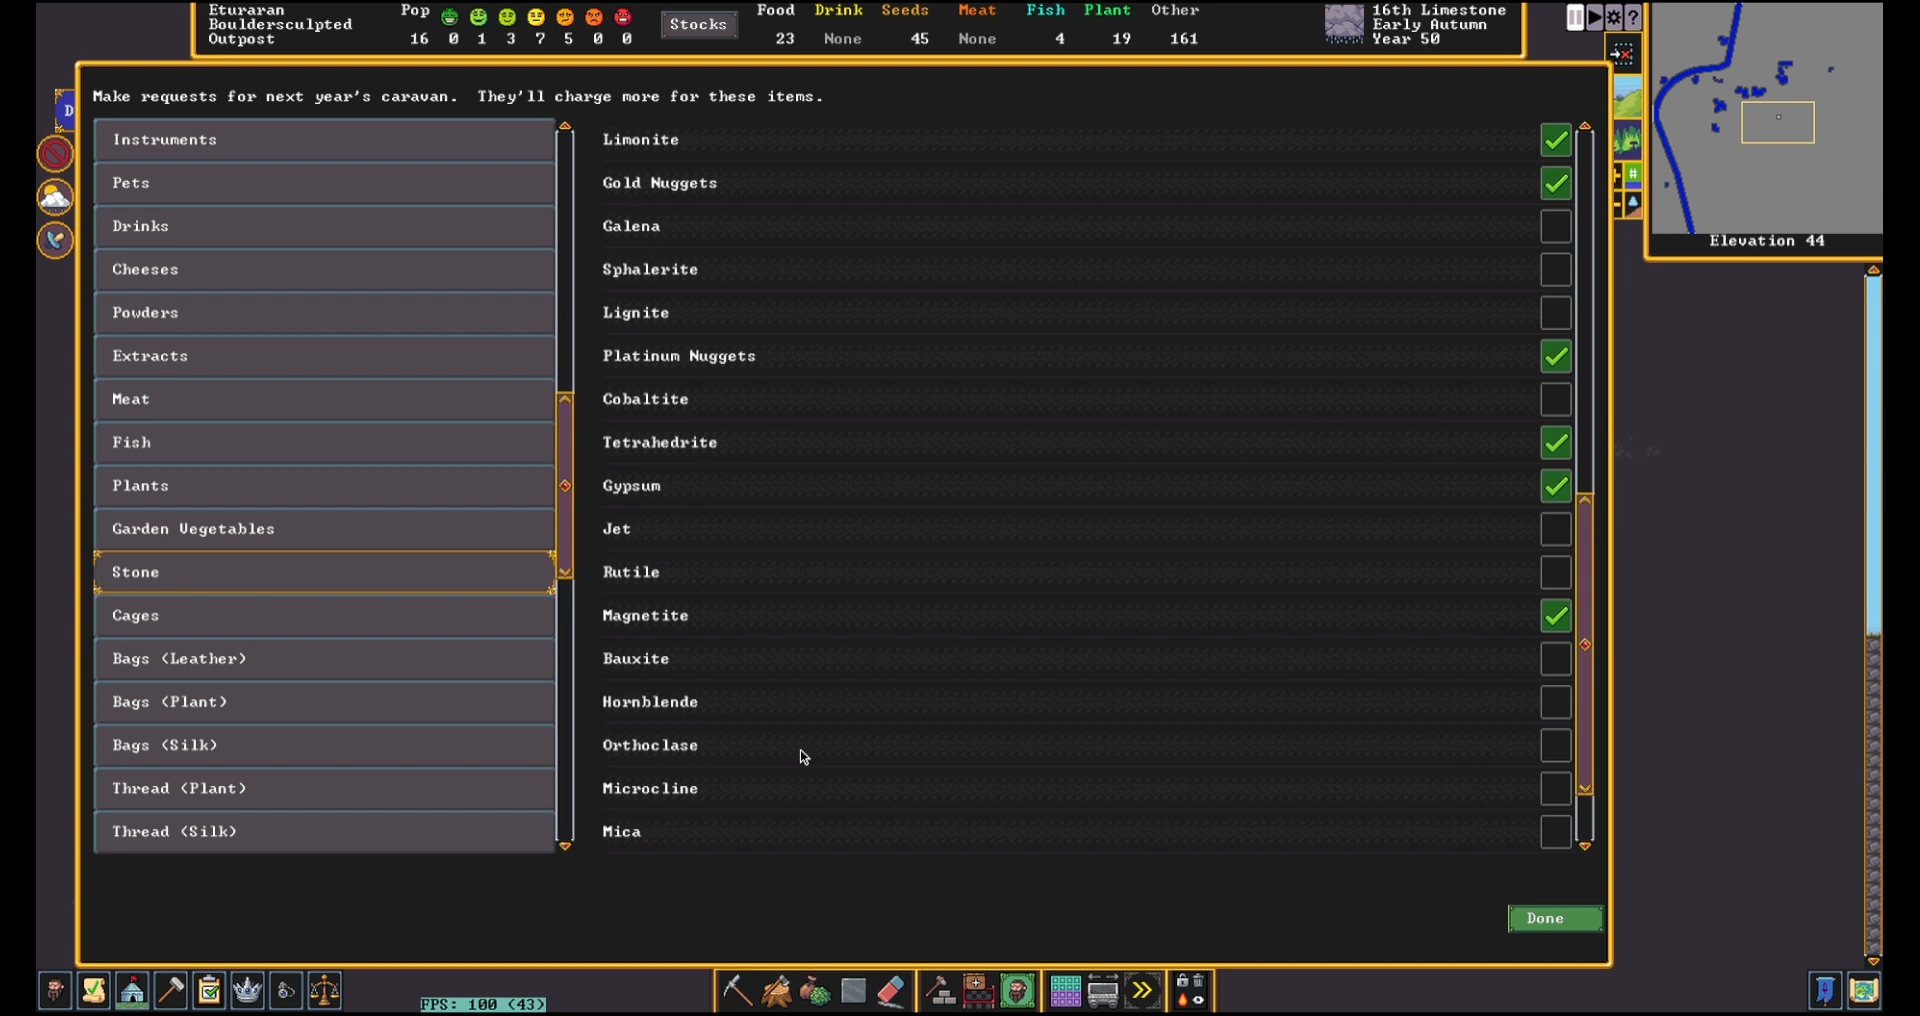 Eturaran
Bouldersculpted
Outpost
Pop
16 0 1 3 7 5 0 0
Stocks
Food Drink Seeds Meat Fish Plant Other
23 None 45 None 4 19 161
16th Limestone
Early Autumn
Year 50
?
D
#
Elevation 44
Make requests for next year's caravan. They'll charge more for these items.
Instruments
Pets
Drinks
Cheeses
Powders
Extracts
Meat
Fish
Plants
Garden Vegetables
Stone
Cages
Bags (Leather)
Bags (Plant)
Bags (Silk)
Thread (Plant)
Thread (Silk)
Limonite
Gold Nuggets
Galena
Sphalerite
Lignite
Platinum Nuggets
Cobaltite
Tetrahedrite
Gypsum
Jet
Rutile
Magnetite
Bauxite
Hornblende
Orthoclase
Microcline
Mica
Done
FPS: 100 (43)